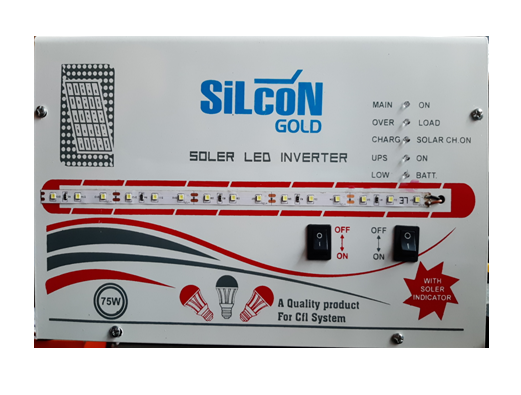 SiLCON
GOLD
SOLER LED INVERTER
MAIN ON
OVER LOAD
CHARG SOLAR CH.ON
UPS ON
LOW BATT.
37
OFF OFF
ON ON
WITH
SOLER
INDICATOR
75W
A Quality product
For Cfl System